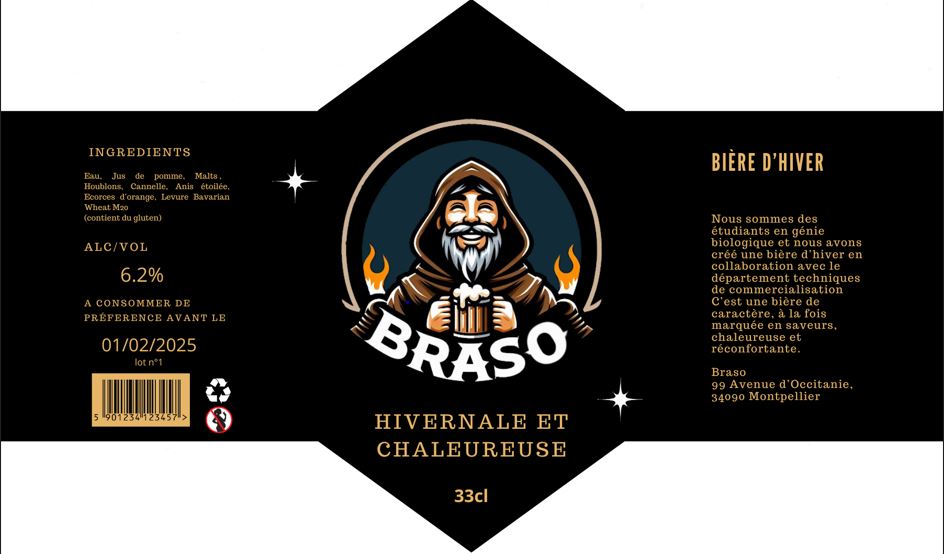 INGREDIENTS
Eau, Jus de pomme, Malts,
Houblons, Cannelle, Anis étoilée,
Ecorces d'orange, Levure Bavarian
Wheat M20
(contient du gluten)
ALC/VOL
6.2%
A CONSOMMER DE
PRÉFERENCE AVANT LE
01/02/2025
lot n°1
5 901234 123457 >
BRASO
HIVERNALE ET
CHALEUREUSE
33cl
BIÈRE D'HIVER
Nous sommes des
étudiants en génie
biologique et nous avons
créé une bière d'hiver en
collaboration avec le
département techniques
de commercialisation
C'est une bière de
caractère, à la fois
marquée en saveurs,
chaleureuse et
réconfortante.
Braso
99 Avenue d'Occitanie,
34090 Montpellier